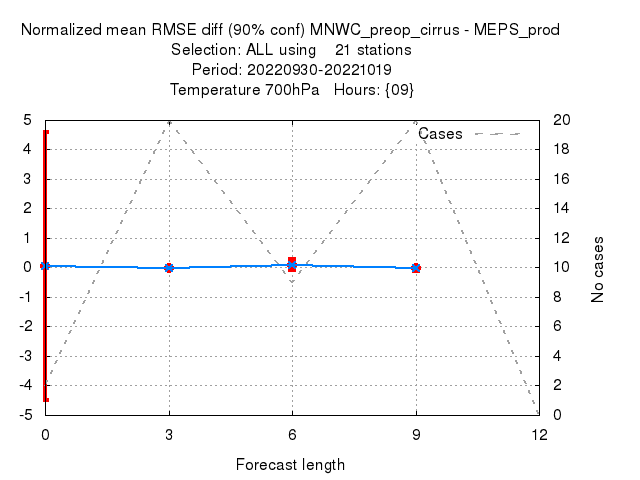 Normalized mean RMSE diff (90% conf) MNWC_preop_cirrus - MEPS_prod
Selection: ALL using    21 stations
Period: 20220930-20221019
Temperature 700hPa   Hours: {09}
Cases
5 20
4 18
3 16
2 14
1 12
0 10
-1 8
-2 6
-3 4
-4 2
-5 0
No cases
0 3 6 9 12
Forecast length